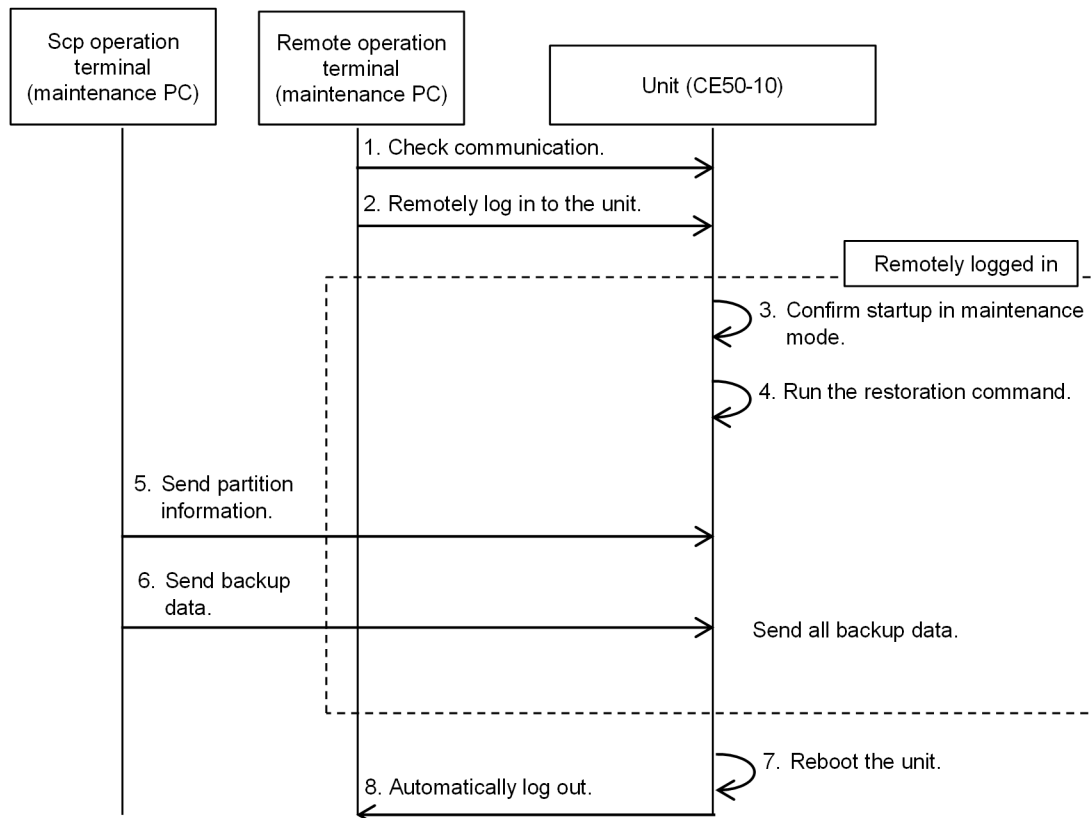 Scp operation
terminal
(maintenance PC)
Remote operation
terminal
(maintenance PC)
Unit (CE50-10)
1. Check communication.
2. Remotely log in to the unit.
Remotely logged in
3. Confirm startup in maintenance
mode.
4. Run the restoration command.
5. Send partition
information.
6. Send backup
data.
Send all backup data.
7. Reboot the unit.
8. Automatically log out.